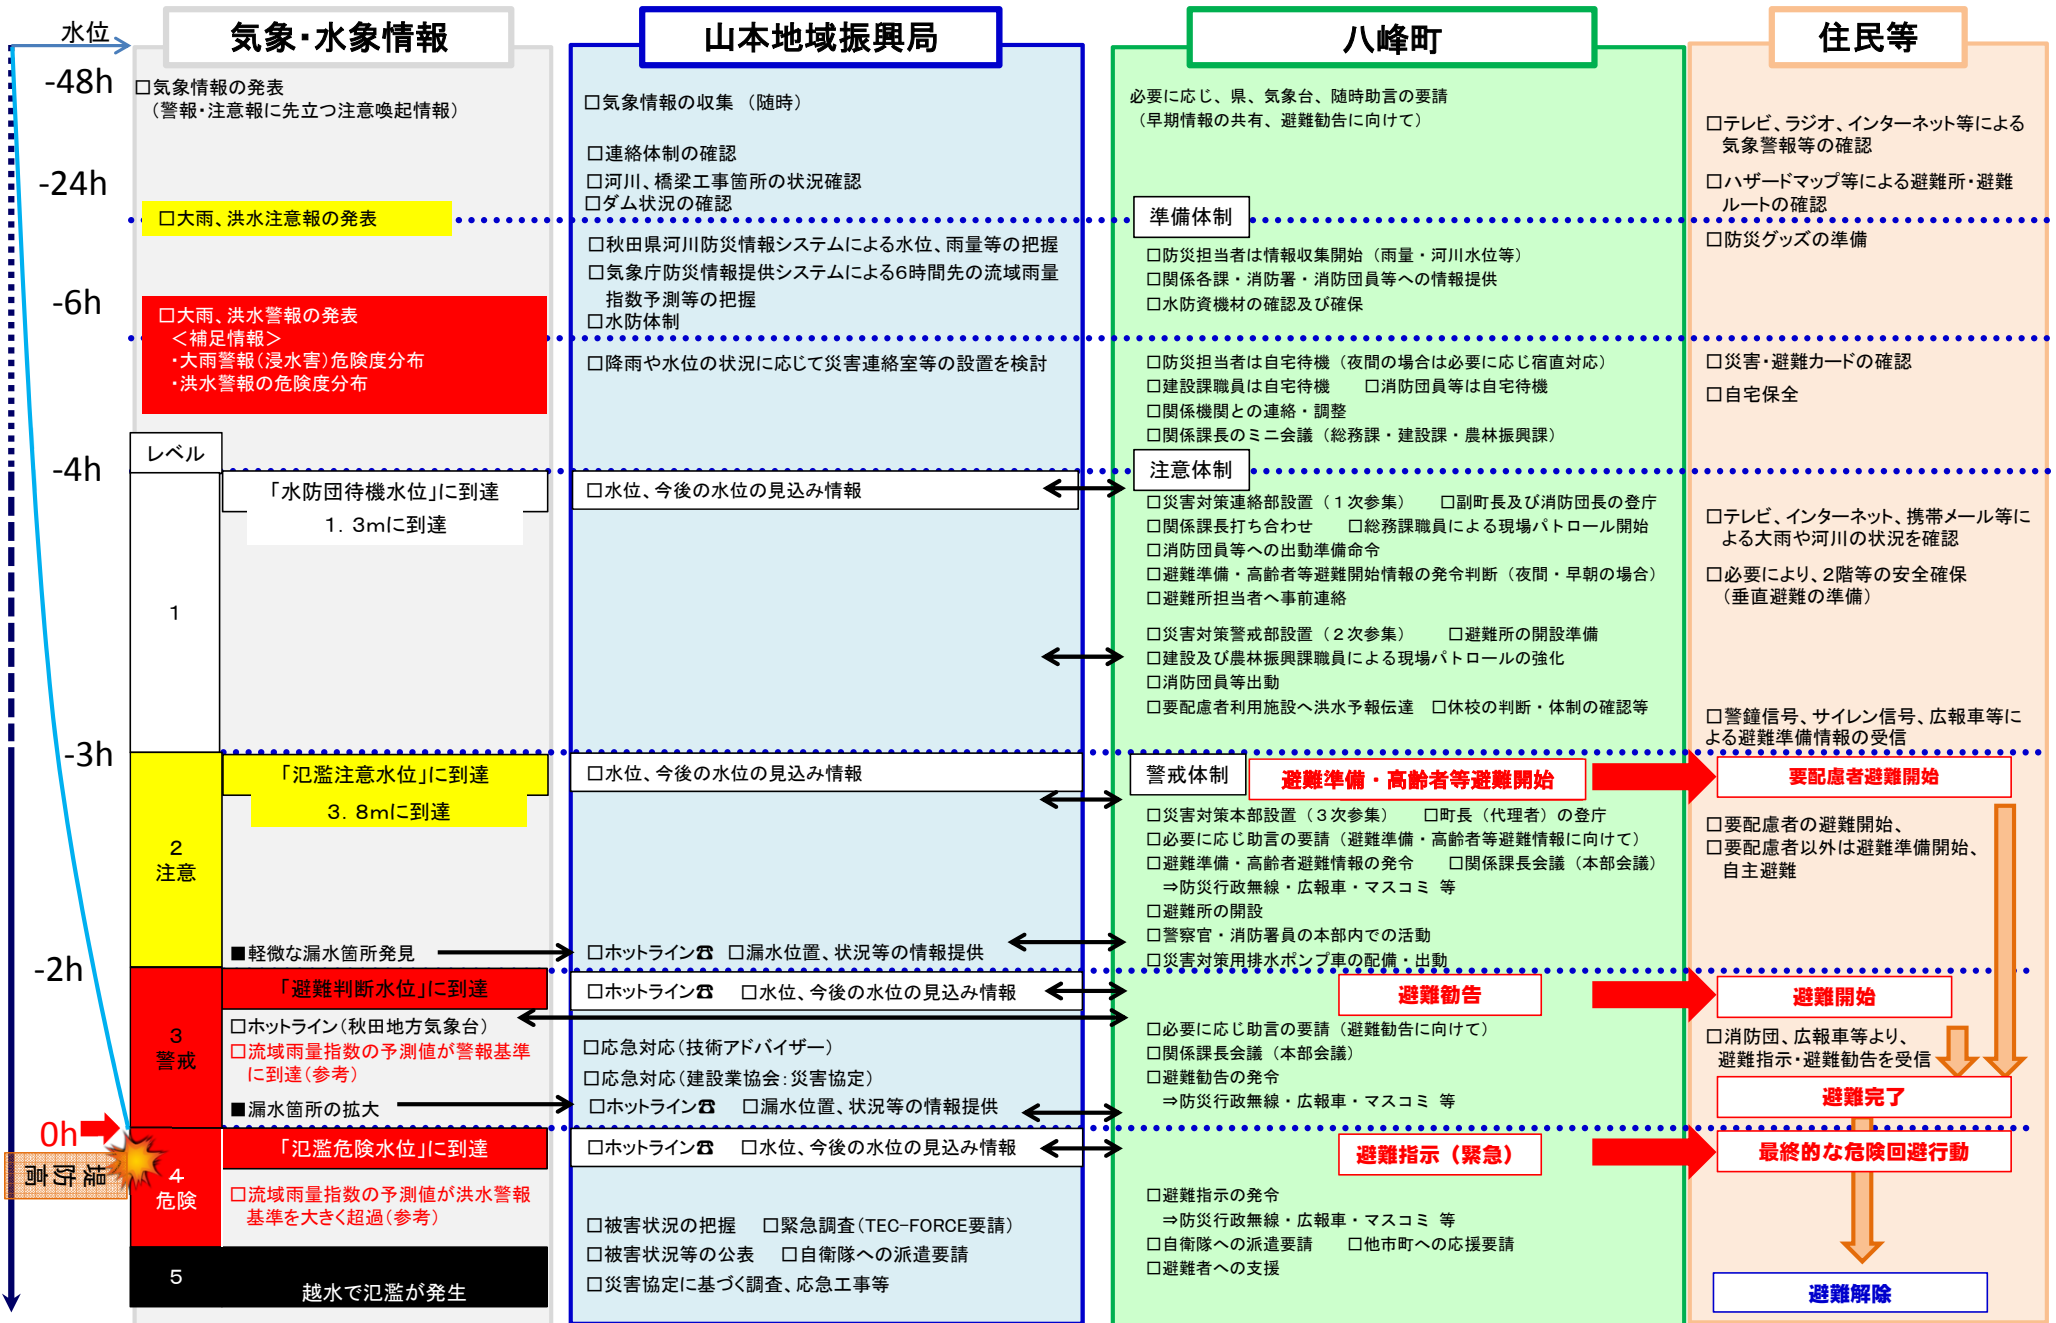 水位
-48h
-24h
-6h
-4h
-3h
-2h
0h
堤防高
気象・水象情報
□気象情報の発表
（警報・注意報に先立つ注意喚起情報）
□大雨、洪水注意報の発表
□大雨、洪水警報の発表
＜補足情報＞
・大雨警報(浸水害)危険度分布
・洪水警報の危険度分布
レベル
「水防団待機水位」に到達
1．3mに到達
1
「氾濫注意水位」に到達
3．8mに到達
2
注意
■軽微な漏水箇所発見
「避難判断水位」に到達
□ホットライン(秋田地方気象台)
3
警戒
□流域雨量指数の予測値が警報基準
に到達(参考)
■漏水箇所の拡大
「氾濫危険水位」に到達
4
危険
□流域雨量指数の予測値が洪水警報
基準を大きく超過(参考)
5
越水で氾濫が発生
山本地域振興局
□気象情報の収集 （随時）
□連絡体制の確認
□河川、橋梁工事箇所の状況確認
□ダム状況の確認
□秋田県河川防災情報システムによる水位、雨量等の把握
□気象庁防災情報提供システムによる6時間先の流域雨量
指数予測等の把握
□水防体制
□降雨や水位の状況に応じて災害連絡室等の設置を検討
□水位、今後の水位の見込み情報
□水位、今後の水位の見込み情報
□ホットライン☎ □漏水位置、状況等の情報提供
□ホットライン☎ □水位、今後の水位の見込み情報
□応急対応(技術アドバイザー)
□応急対応(建設業協会：災害協定)
□ホットライン☎ □漏水位置、状況等の情報提供
□ホットライン☎ □水位、今後の水位の見込み情報
□被害状況の把握 □緊急調査(TEC-FORCE要請)
□被害状況等の公表 □自衛隊への派遣要請
□災害協定に基づく調査、応急工事等
八峰町
必要に応じ、県、気象台、随時助言の要請
（早期情報の共有、避難勧告に向けて）
準備体制
□防災担当者は情報収集開始（雨量・河川水位等）
□関係各課・消防署・消防団員等への情報提供
□水防資機材の確認及び確保
□防災担当者は自宅待機（夜間の場合は必要に応じ宿直対応）
□建設課職員は自宅待機 □消防団員等は自宅待機
□関係機関との連絡・調整
□関係課長のミニ会議（総務課・建設課・農林振興課）
注意体制
□災害対策連絡部設置（1次参集） □副町長及び消防団長の登庁
□関係課長打ち合わせ □総務課職員による現場パトロール開始
□消防団員等への出動準備命令
□避難準備・高齢者等避難開始情報の発令判断（夜間・早朝の場合）
□避難所担当者へ事前連絡
□災害対策警戒部設置（2次参集） □避難所の開設準備
□建設及び農林振興課職員による現場パトロールの強化
□消防団員等出動
□要配慮者利用施設へ洪水予報伝達 □休校の判断・体制の確認等
警戒体制
避難準備・高齢者等避難開始
□災害対策本部設置（3次参集） □町長（代理者）の登庁
□必要に応じ助言の要請（避難準備・高齢者等避難情報に向けて）
□避難準備・高齢者避難情報の発令 □関係課長会議（本部会議）
⇒防災行政無線・広報車・マスコミ 等
□避難所の開設
□警察官・消防署員の本部内での活動
□災害対策用排水ポンプ車の配備・出動
避難勧告
□必要に応じ助言の要請（避難勧告に向けて）
□関係課長会議（本部会議）
□避難勧告の発令
⇒防災行政無線・広報車・マスコミ 等
避難指示（緊急）
□避難指示の発令
⇒防災行政無線・広報車・マスコミ 等
□自衛隊への派遣要請 □他市町への応援要請
□避難者への支援
住民等
□テレビ、ラジオ、インターネット等による
気象警報等の確認
□ハザードマップ等による避難所・避難
ルートの確認
□防災グッズの準備
□災害・避難カードの確認
□自宅保全
□テレビ、インターネット、携帯メール等に
よる大雨や河川の状況を確認
□必要により、2階等の安全確保
（垂直避難の準備）
□警鐘信号、サイレン信号、広報車等に
よる避難準備情報の受信
要配慮者避難開始
□要配慮者の避難開始、
□要配慮者以外は避難準備開始、
自主避難
避難開始
□消防団、広報車等より、
避難指示・避難勧告を受信
避難完了
最終的な危険回避行動
避難解除